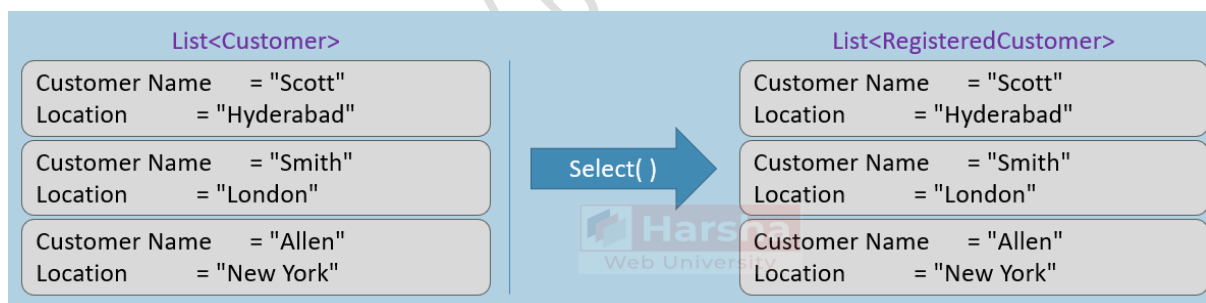 List<Customer>
Customer Name = "Scott"
Location = "Hyderabad"
Customer Name = "Smith"
Location = "London"
Customer Name = "Allen"
Location = "New York"
Select( )
Harsha
Web University
List<RegisteredCustomer>
Customer Name = "Scott"
Location = "Hyderabad"
Customer Name = "Smith"
Location = "London"
Customer Name = "Allen"
Location = "New York"